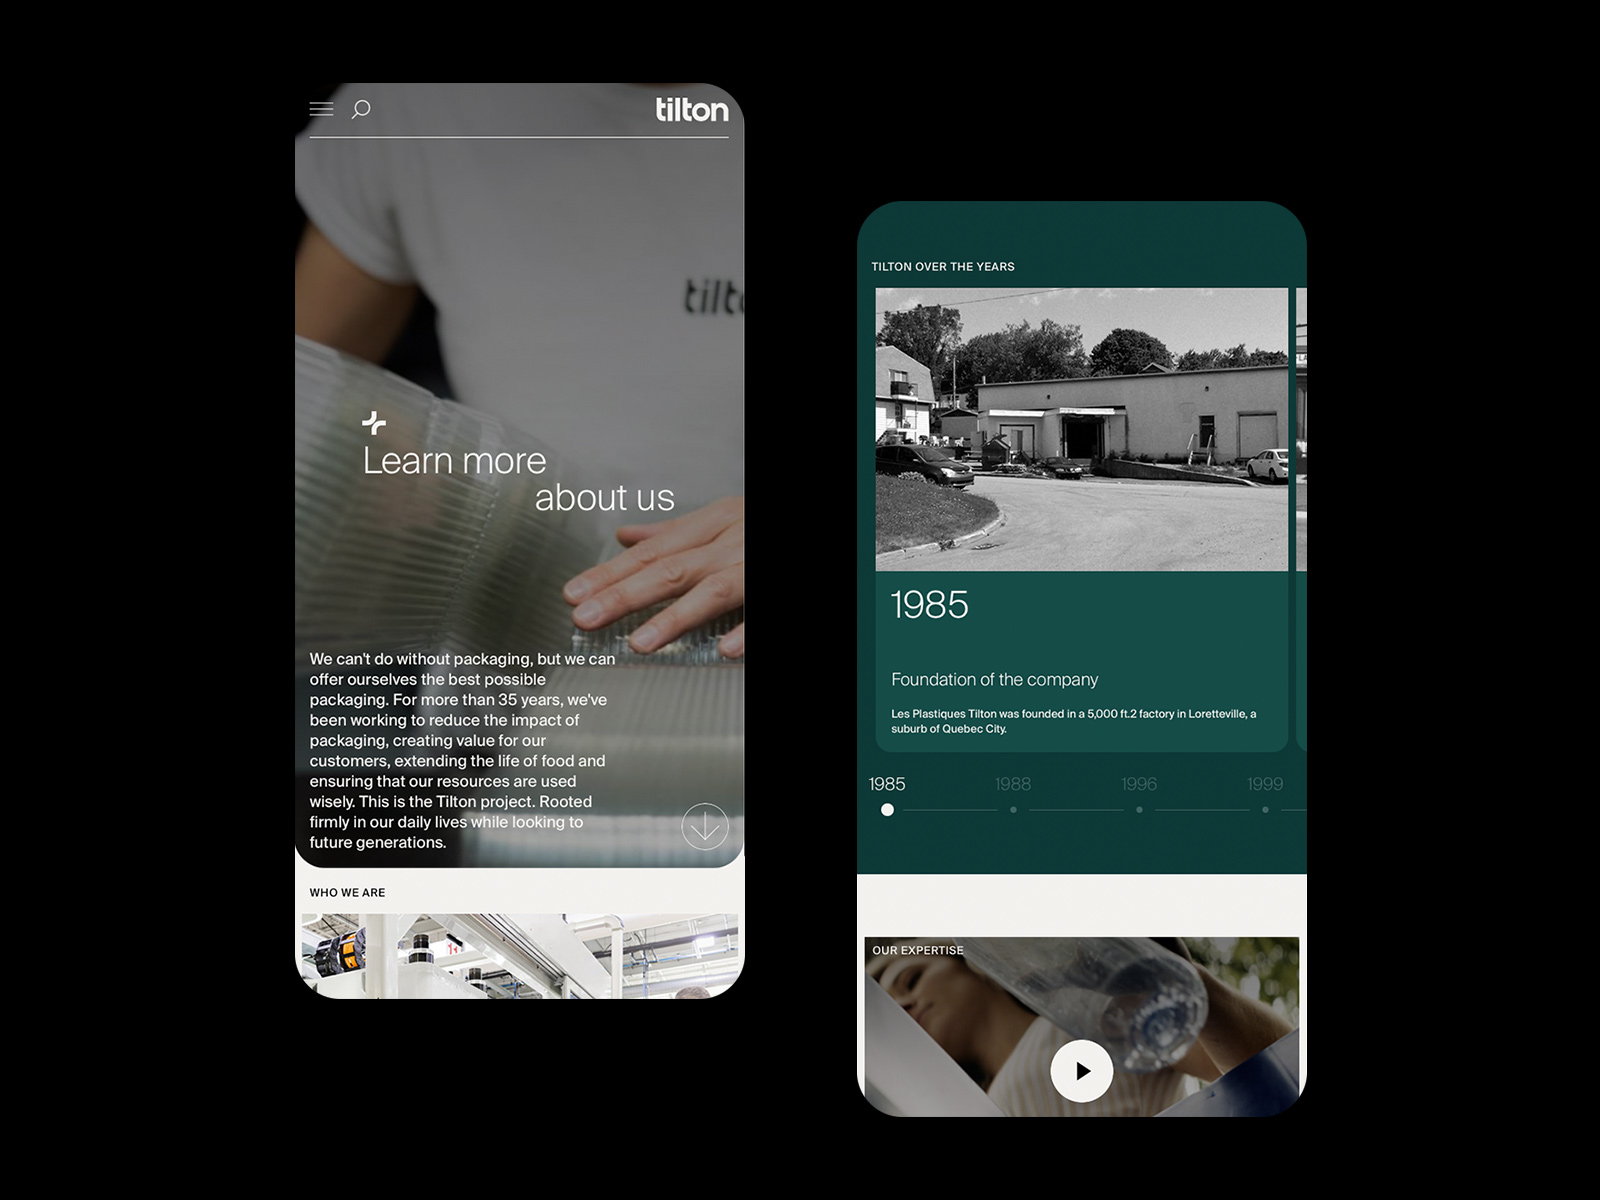 tilton
Learn more
about us
We can't do without packaging, but we can
offer ourselves the best possible
packaging. For more than 35 years, we've
been working to reduce the impact of
packaging, creating value for our
customers, extending the life of food and
ensuring that our resources are used
wisely. This is the Tilton project. Rooted
firmly in our daily lives while looking to
future generations.
WHO WE ARE
TILTON OVER THE YEARS
1985
Foundation of the company
Les Plastiques Tilton was founded in a 5,000 ft.2 factory in Loretteville, a
suburb of Quebec City.
1985 1988 1996 1999
OUR EXPERTISE